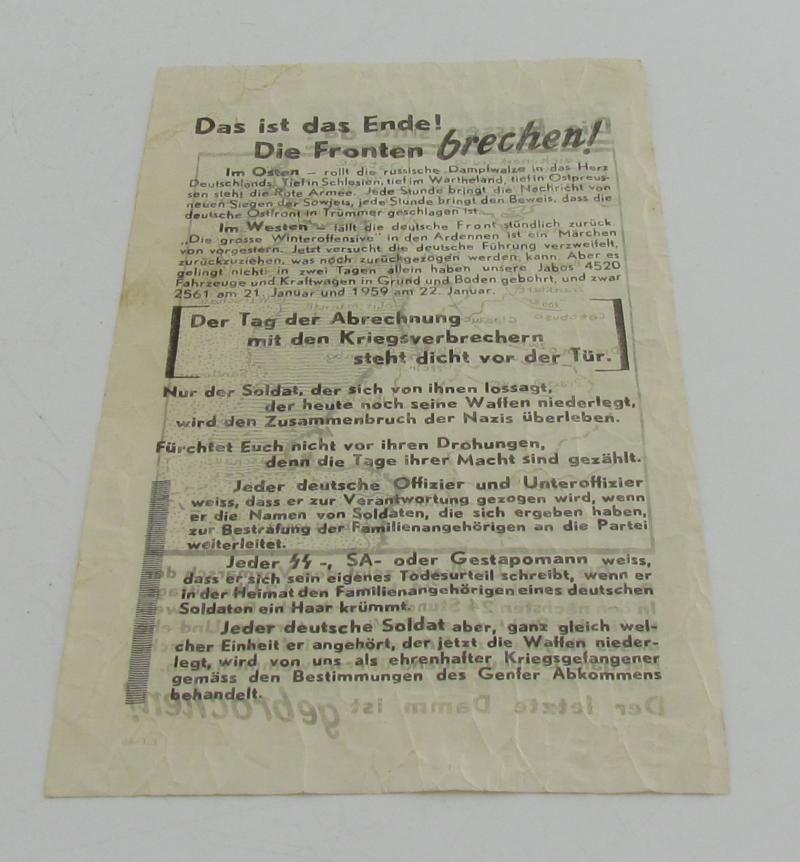 Das ist das Ende!
Die Fronten brechen!
Im Osten – rollt die russische Dampfwalze in das Herz
Deutschlands. Tief in Schlesien, tief im Wartheland, tief in Ostpreus-
sen steht die Rote Armee. Jede Stunde bringt die Nachricht von
neuen Siegen der Sowjets, jede Stunde bringt den Beweis, dass die
deutsche Ostfront in Trümmer geschlagen ist.
Im Westen – fällt die deutsche Front stündlich zurück.
„Die grosse Winteroffensive" in den Ardennen ist ein Märchen
von vorgestern. Jetzt versucht die deutsche Führung verzweifelt,
zurückzuziehen, was noch zurückgezogen werden kann. Aber es
gelingt nicht: in zwei Tagen allein haben unsere Jabos 4520
Fahrzeuge und Kraftwagen in Grund und Boden gebohrt, und zwar
2561 am 21. Januar und 1959 am 22. Januar.
Der Tag der Abrechnung
mit den Kriegsverbrechern
steht dicht vor der Tür.
Nur der Soldat, der sich von ihnen lossagt,
der heute noch seine Waffen niederlegt,
wird den Zusammenbruch der Nazis überleben.
Fürchtet Euch nicht vor ihren Drohungen,
denn die Tage ihrer Macht sind gezählt.
Jeder deutsche Offizier und Unteroffizier
weiss, dass er zur Verantwortung gezogen wird, wenn
er die Namen von Soldaten, die sich ergeben haben,
zur Bestrafung der Familienangehörigen an die Partei
weiterleitet.
Jeder SS-, SA- oder Gestapomann weiss,
dass er sich sein eigenes Todesurteil schreibt, wenn er
in der Heimat den Familienangehörigen eines deutschen
Soldaten ein Haar krümmt.
Jeder deutsche Soldat aber, ganz gleich wel-
cher Einheit er angehört, der jetzt die Waffen nieder-
legt, wird von uns als ehrenhafter Kriegsgefangener
gemäss den Bestimmungen des Genfer Abkommens
behandelt.
Der letzte Damm ist gebrochen!